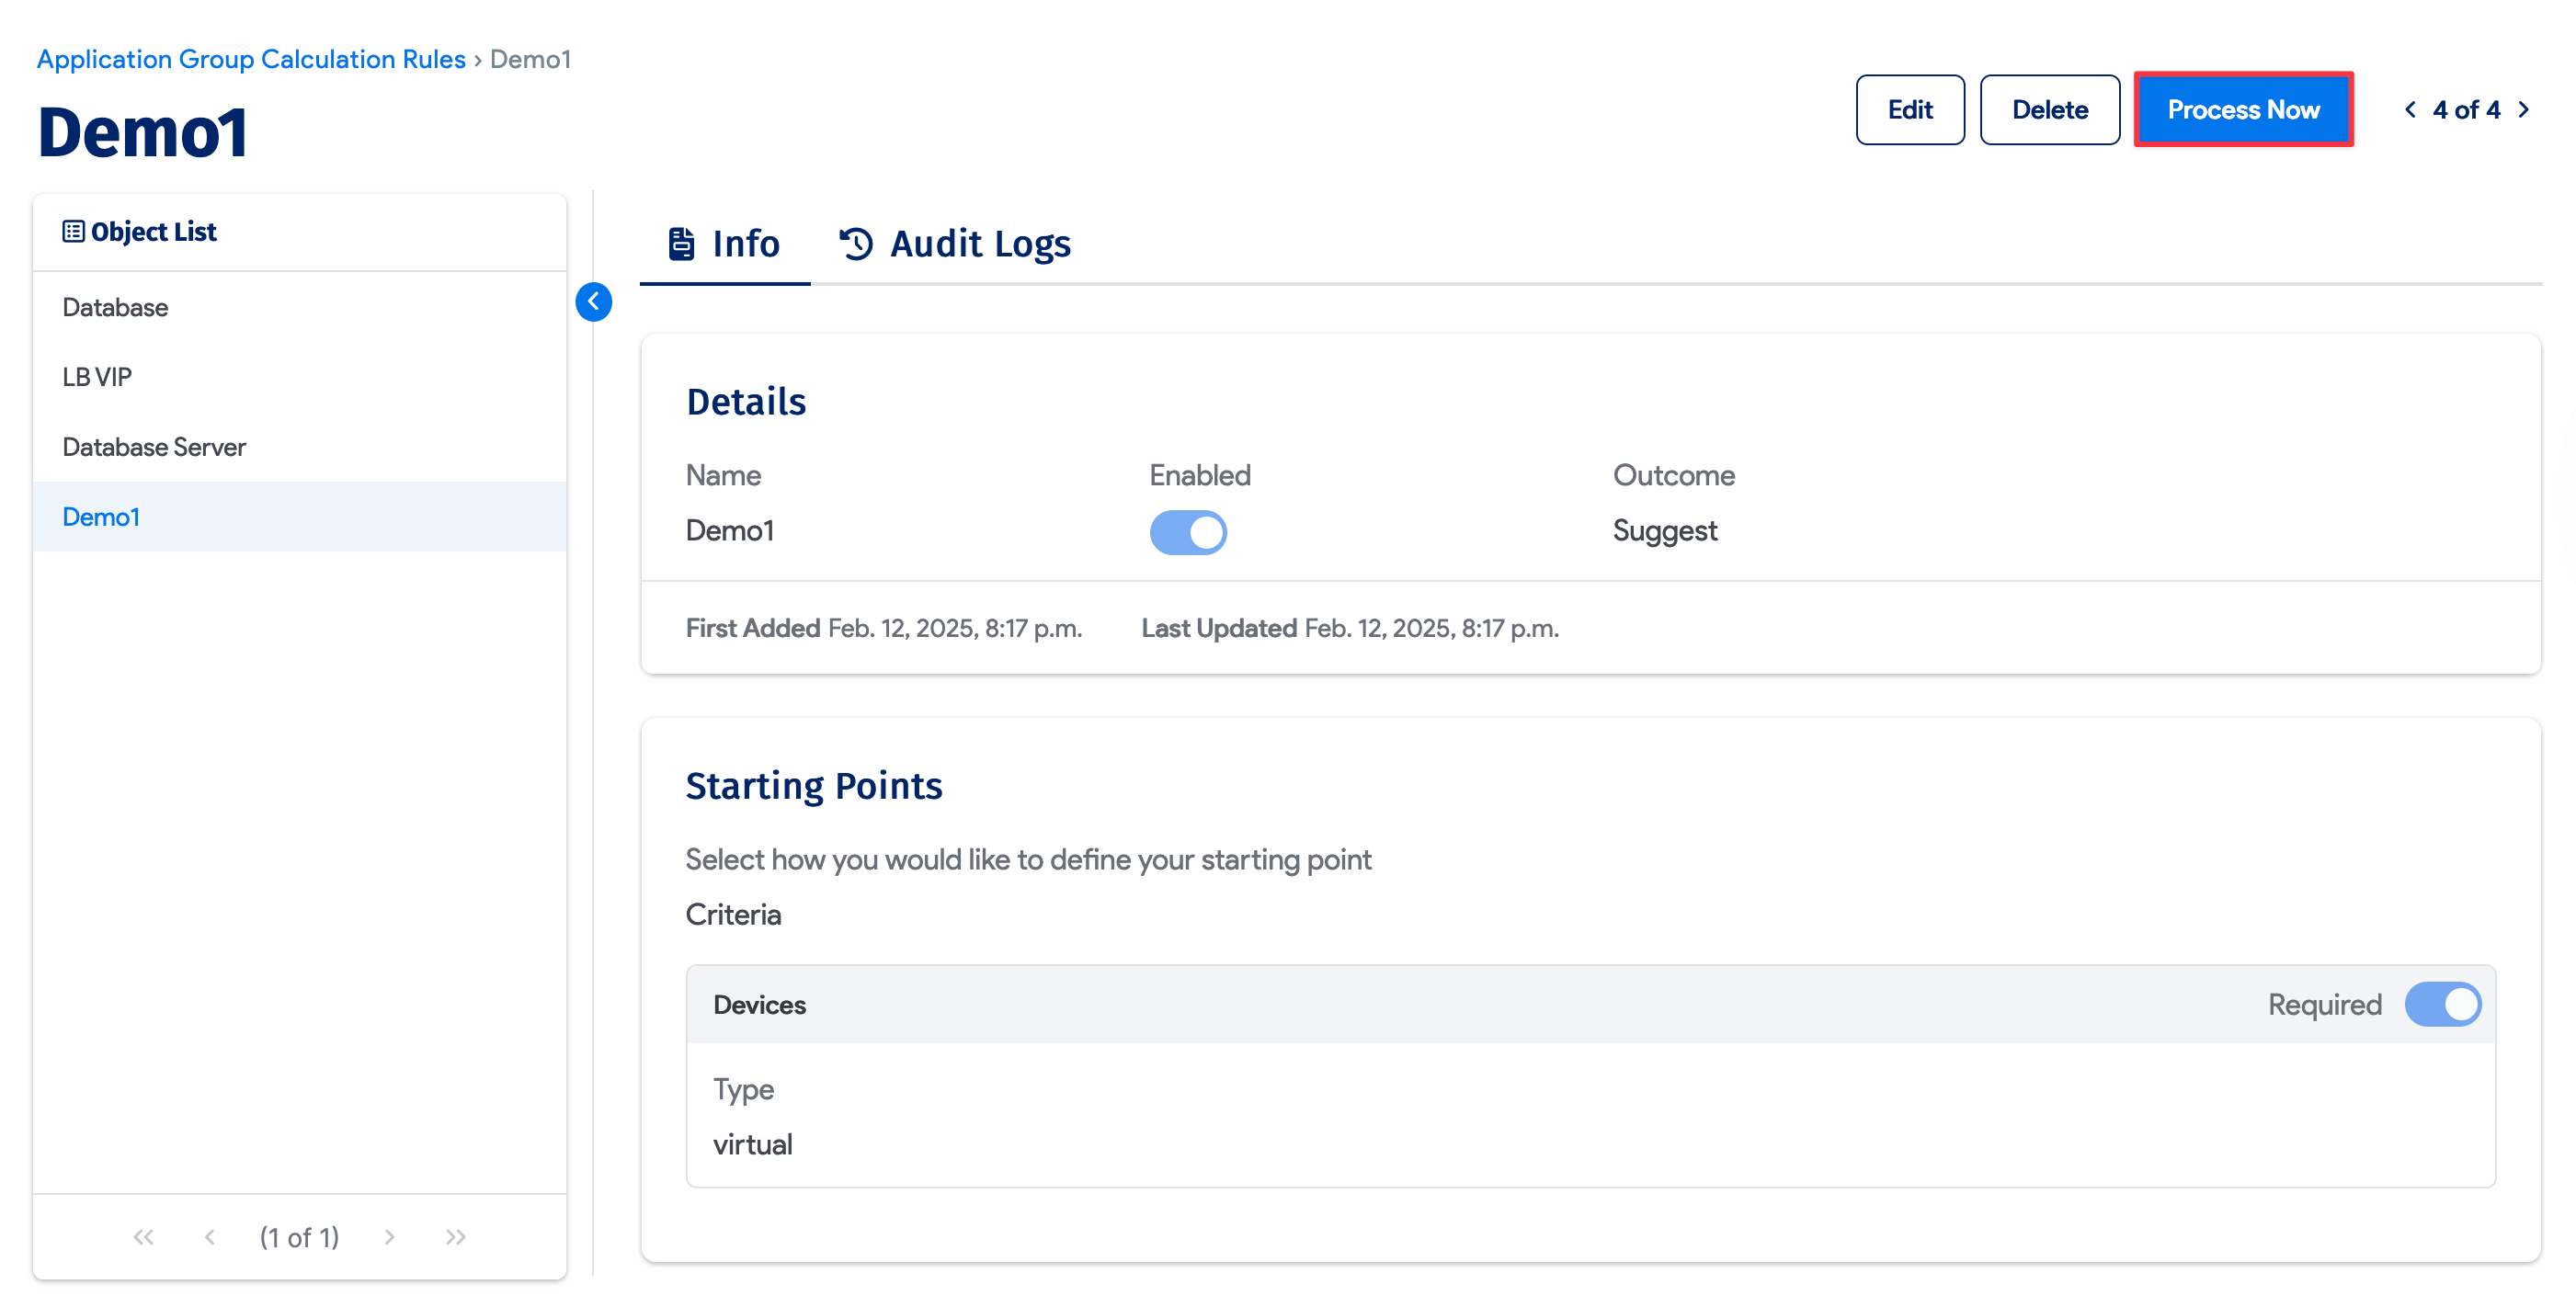 Application Group Calculation Rules › Demo1
Demo1
Edit
Delete
Process Now
4 of 4
Object List
Database
LB VIP
Database Server
Demo1
(1 of 1)
Info
Audit Logs
Details
Name
Enabled
Outcome
Demo1
Suggest
First Added Feb. 12, 2025, 8:17 p.m.
Last Updated Feb. 12, 2025, 8:17 p.m.
Starting Points
Select how you would like to define your starting point
Criteria
Devices
Required
Type
virtual